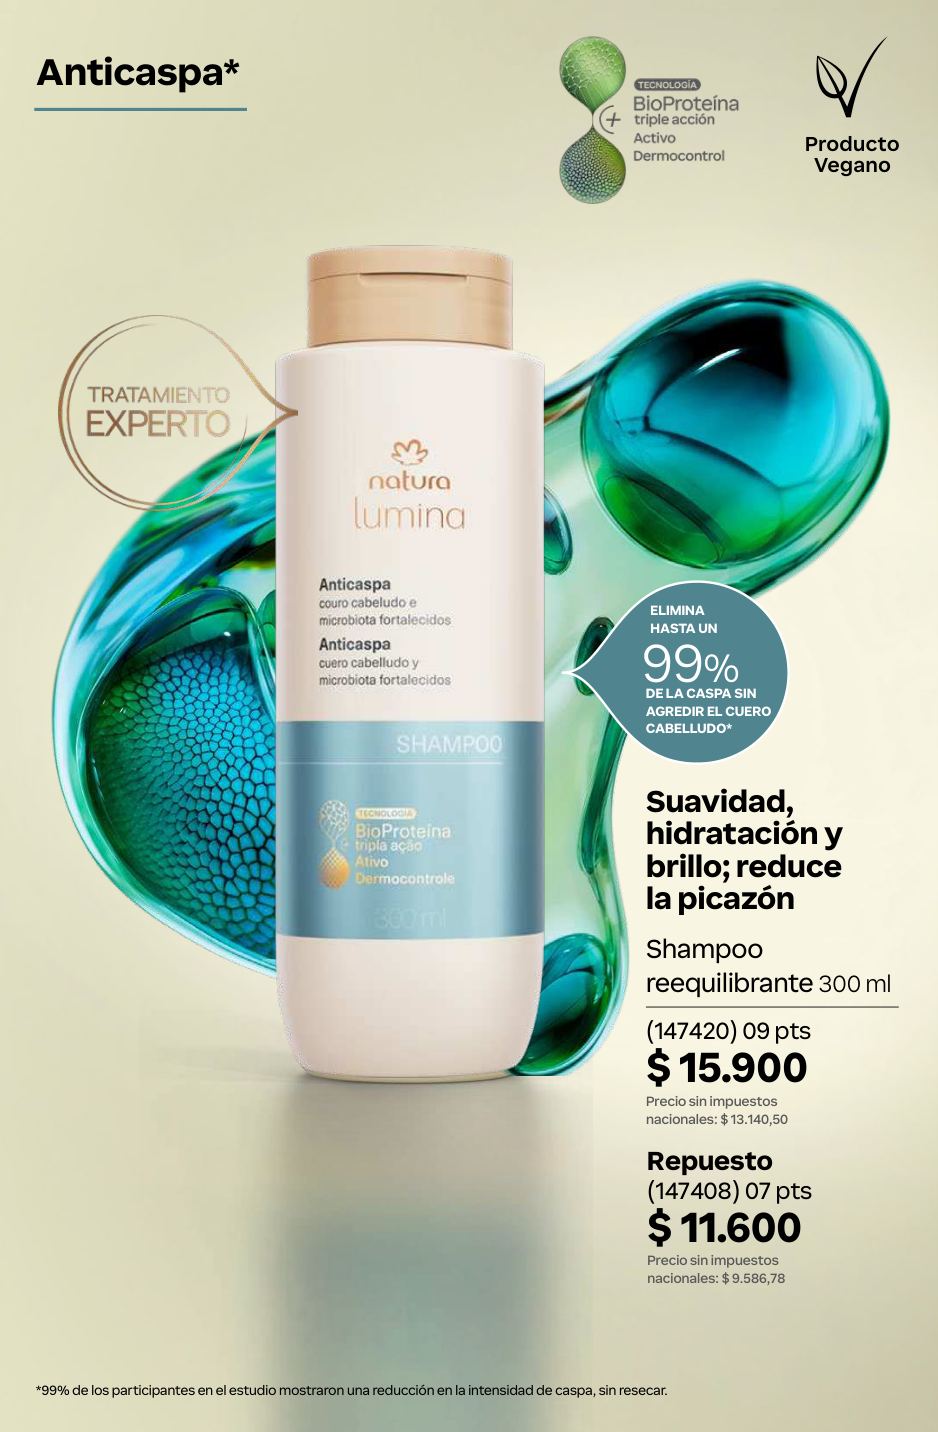 Anticaspa*
TECNOLOGÍA
BioProteína
triple acción
Activo
Dermocontrol
Producto
Vegano
TRATAMIENTO
EXPERTO
natura
lumina
Anticaspa
couro cabeludo e
microbiota fortalecidos
Anticaspa
cuero cabelludo y
microbiota fortalecidos
SHAMPOO
TECNOLOGIA
BioProteína
tripla ação
Ativo
Dermocontrole
300 ml
ELIMINA
HASTA UN
99%
DE LA CASPA SIN
AGREDIR EL CUERO
CABELLUDO*
Suavidad,
hidratación y
brillo; reduce
la picazón
Shampoo
reequilibrante 300 ml
(147420) 09 pts
$ 15.900
Precio sin impuestos
nacionales: $ 13.140,50
Repuesto
(147408) 07 pts
$ 11.600
Precio sin impuestos
nacionales: $ 9.586,78
*99% de los participantes en el estudio mostraron una reducción en la intensidad de caspa, sin resecar.